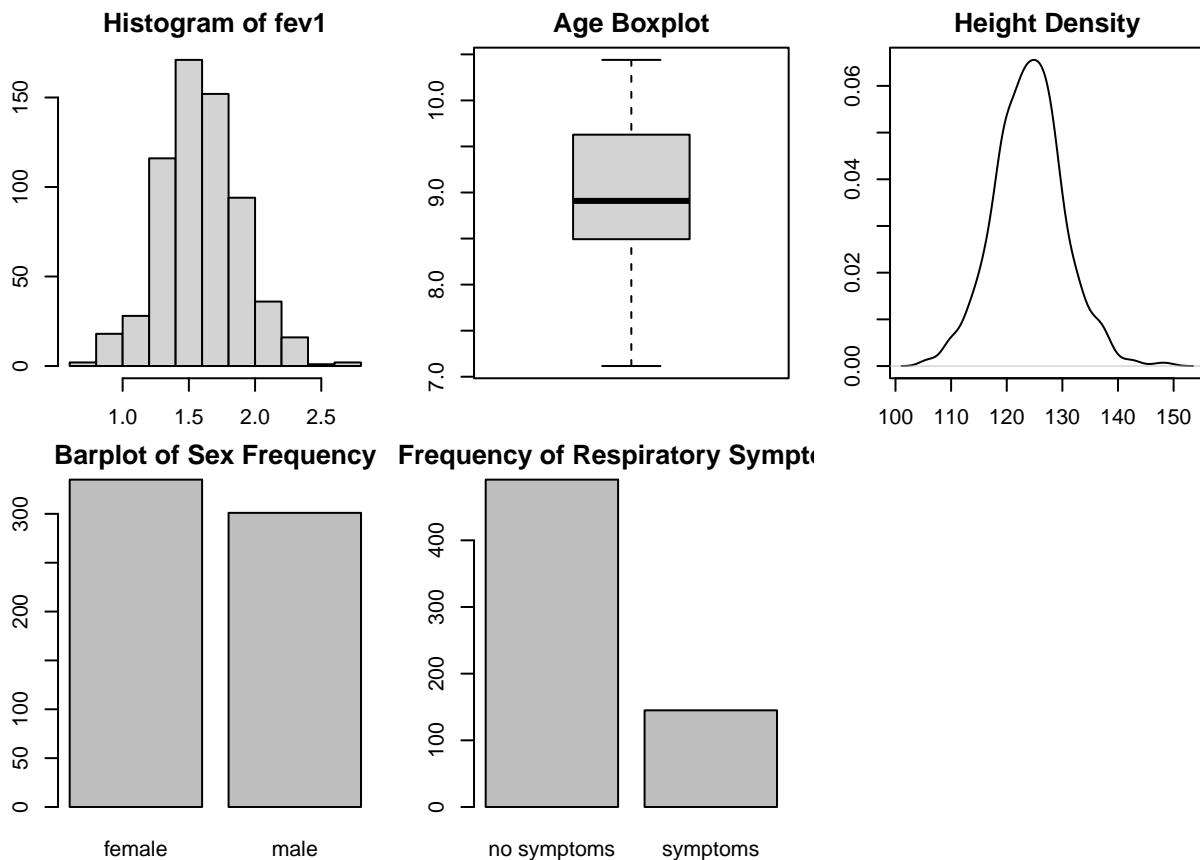 Histogram of fev1
0
50
100
150
1.0 1.5 2.0 2.5
Age Boxplot
7.0
8.0
9.0
10.0
Height Density
0.00
0.02
0.04
0.06
100 110 120 130 140 150
Barplot of Sex Frequency
0
50
100
200
300
female male
Frequency of Respiratory Sympt
0
100
200
300
400
no symptoms symptoms